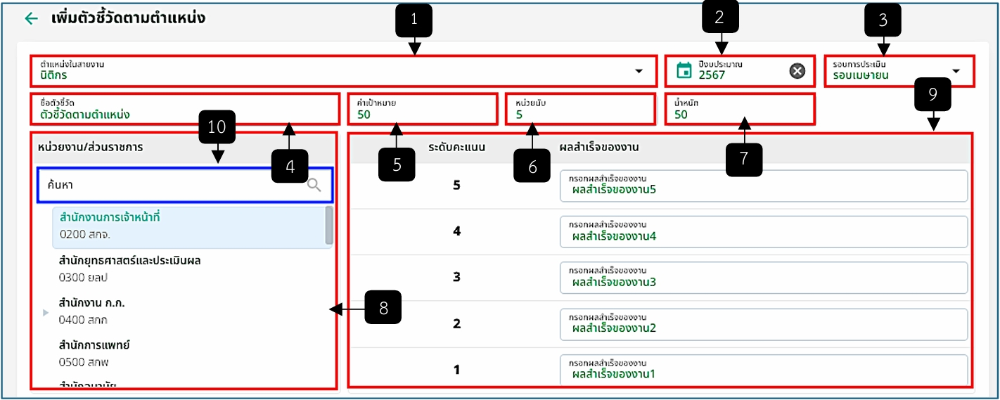 เพิ่มตัวชี้วัดตามตำแหน่ง
1
2
3
ตำแหน่งในสายงาน
นิติกร
ปีงบประมาณ
2567
รอบการประเมิน
รอบเมษายน
9
ชื่อตัวชี้วัด
ตัวชี้วัดตามตำแหน่ง
ค่าเป้าหมาย
50
หน่วยนับ
5
น้ำหนัก
50
10
4
5
6
7
หน่วยงาน/ส่วนราชการ
ค้นหา
สำนักงานการเจ้าหน้าที่
0200 สกจ.
สำนักยุทธศาสตร์และประเมินผล
0300 ยลป
สำนักงาน ก.ก.
0400 สกก
สำนักการแพทย์
0500 สกพ
สำนักอนามัย
8
ระดับคะแนน
ผลสำเร็จของงาน
5
กรอกผลสำเร็จของงาน
ผลสำเร็จของงาน5
4
กรอกผลสำเร็จของงาน
ผลสำเร็จของงาน4
3
กรอกผลสำเร็จของงาน
ผลสำเร็จของงาน3
2
กรอกผลสำเร็จของงาน
ผลสำเร็จของงาน2
1
กรอกผลสำเร็จของงาน
ผลสำเร็จของงาน1